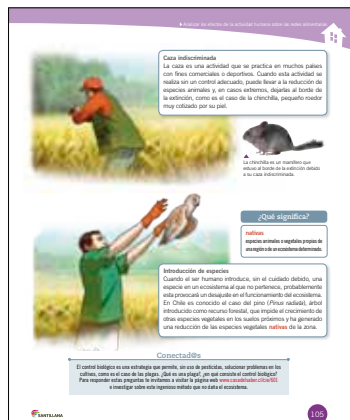 Analizar los efectos de la actividad humana sobre las redes alimentarias
Caza indiscriminada
La caza es una actividad que se practica en muchos países
con fines comerciales o deportivos. Cuando esta actividad se
realiza sin un control adecuado, puede llevar a la reducción de
especies animales y, en casos extremos, dejarlas al borde de
la extinción, como es el caso de la chinchilla, pequeño roedor
muy cotizado por su piel.
La chinchilla es un mamífero que
estuvo al borde de la extinción debido
a su caza indiscriminada.
¿Qué significa?
nativas
especies animales o vegetales propias de
una región o de un ecosistema determinado.
Introducción de especies
Cuando el ser humano introduce, sin el cuidado debido, una
especie en un ecosistema al que no pertenece, probablemente
esta provocará un desajuste en el funcionamiento del ecosistema.
En Chile es conocido el caso del pino (Pinus radiata), árbol
introducido como recurso forestal, que impide el crecimiento de
otras especies vegetales en los suelos próximos y ha generado
una reducción de las especies vegetales nativas de la zona.
Conectad@s
El control biológico es una estrategia que permite, sin uso de pesticidas, solucionar problemas en los
cultivos, como es el caso de las plagas. ¿Qué es una plaga?, ¿en qué consiste el control biológico?
Para responder estas preguntas te invitamos a visitar la página web www.casadelsaber.cl/cie/601
e investigar sobre este ingenioso método que no daña el ecosistema.
SANTILLANA
105